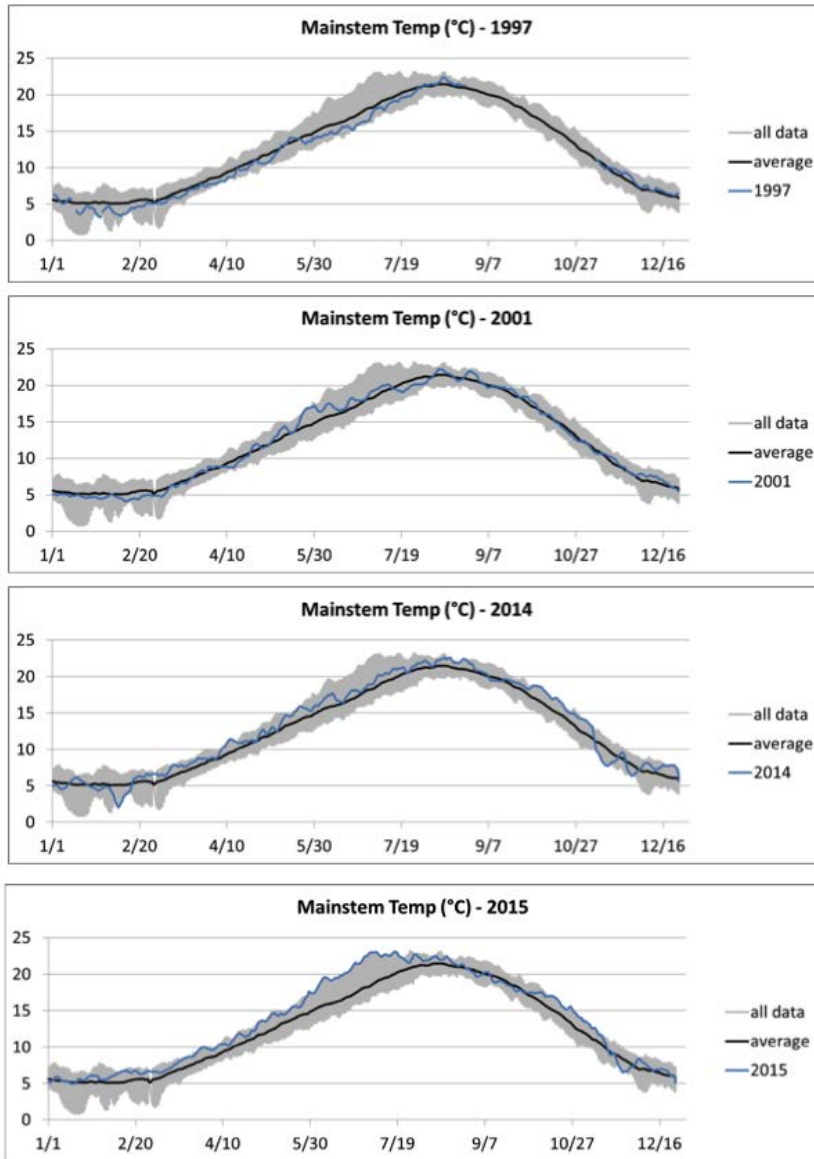 Mainstem Temp (°C) - 1997
25
20
15
10
5
0
1/1 2/20 4/10 5/30 7/19 9/7 10/27 12/16
all data
average
1997
Mainstem Temp (°C) - 2001
25
20
15
10
5
0
1/1 2/20 4/10 5/30 7/19 9/7 10/27 12/16
all data
average
2001
Mainstem Temp (°C) - 2014
25
20
15
10
5
0
1/1 2/20 4/10 5/30 7/19 9/7 10/27 12/16
all data
average
2014
Mainstem Temp (°C) - 2015
25
20
15
10
5
0
1/1 2/20 4/10 5/30 7/19 9/7 10/27 12/16
all data
average
2015